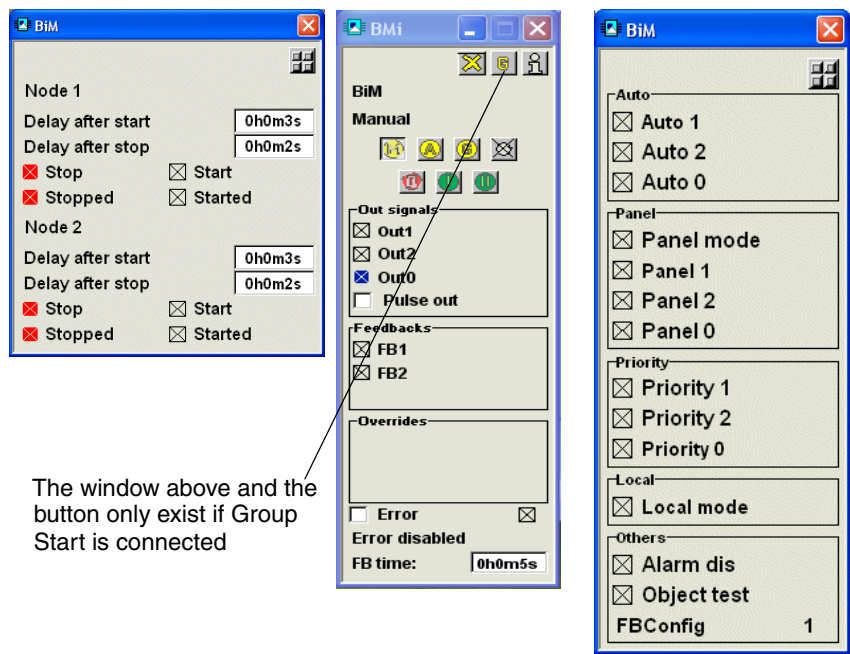 BiM
Node 1
Delay after start 0h0m3s
Delay after stop 0h0m2s
Stop Start
Stopped Started
Node 2
Delay after start 0h0m3s
Delay after stop 0h0m2s
Stop Start
Stopped Started
The window above and the
button only exist if Group
Start is connected
BMi
G i
BiM
Manual
A G
Out signals
Out1
Out2
Out0
Pulse out
Feedbacks
FB1
FB2
Overrides
Error
Error disabled
FB time: 0h0m5s
BiM
Auto
Auto 1
Auto 2
Auto 0
Panel
Panel mode
Panel 1
Panel 2
Panel 0
Priority
Priority 1
Priority 2
Priority 0
Local
Local mode
Others
Alarm dis
Object test
FBConfig 1